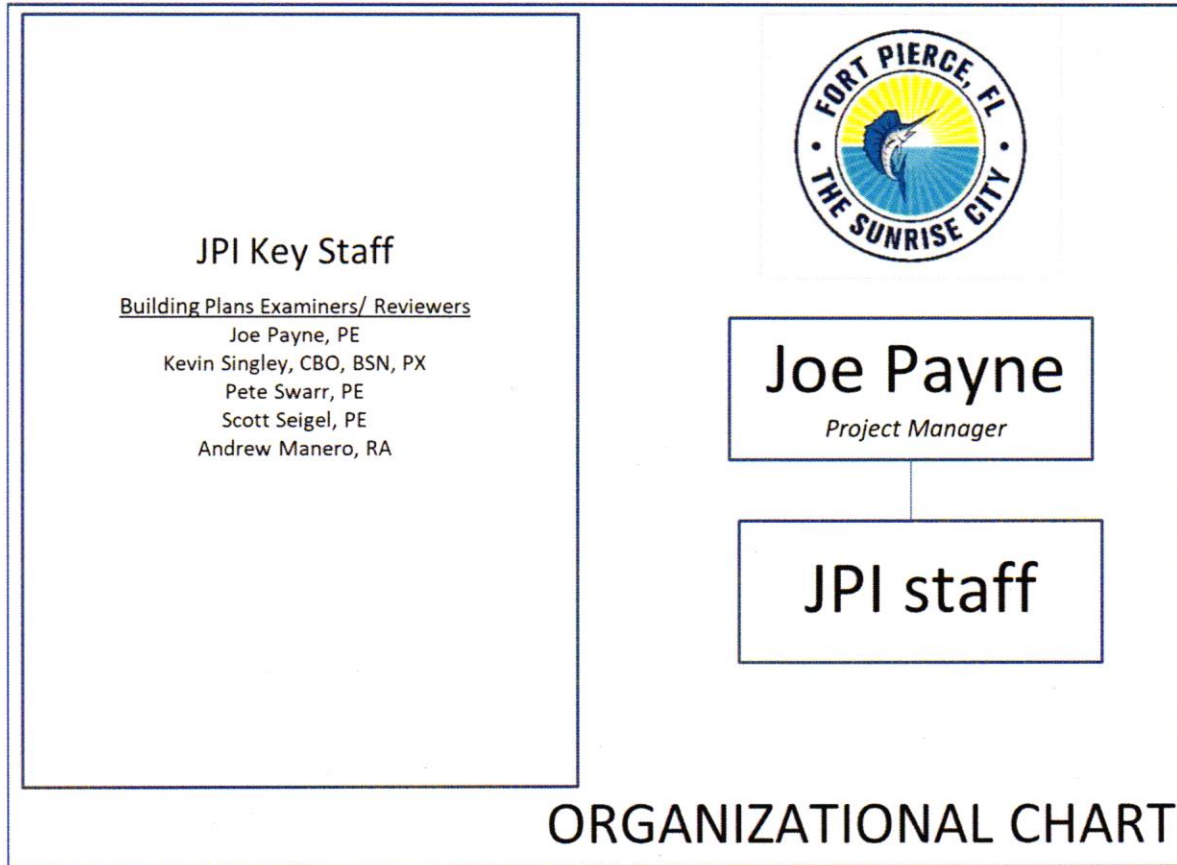 JPI Key Staff
Building Plans Examiners/ Reviewers
Joe Payne, PE
Kevin Singley, CBO, BSN, PX
Pete Swarr, PE
Scott Seigel, PE
Andrew Manero, RA
FORT PIERCE, FL
THE SUNRISE CITY
Joe Payne
Project Manager
JPI staff
ORGANIZATIONAL CHART